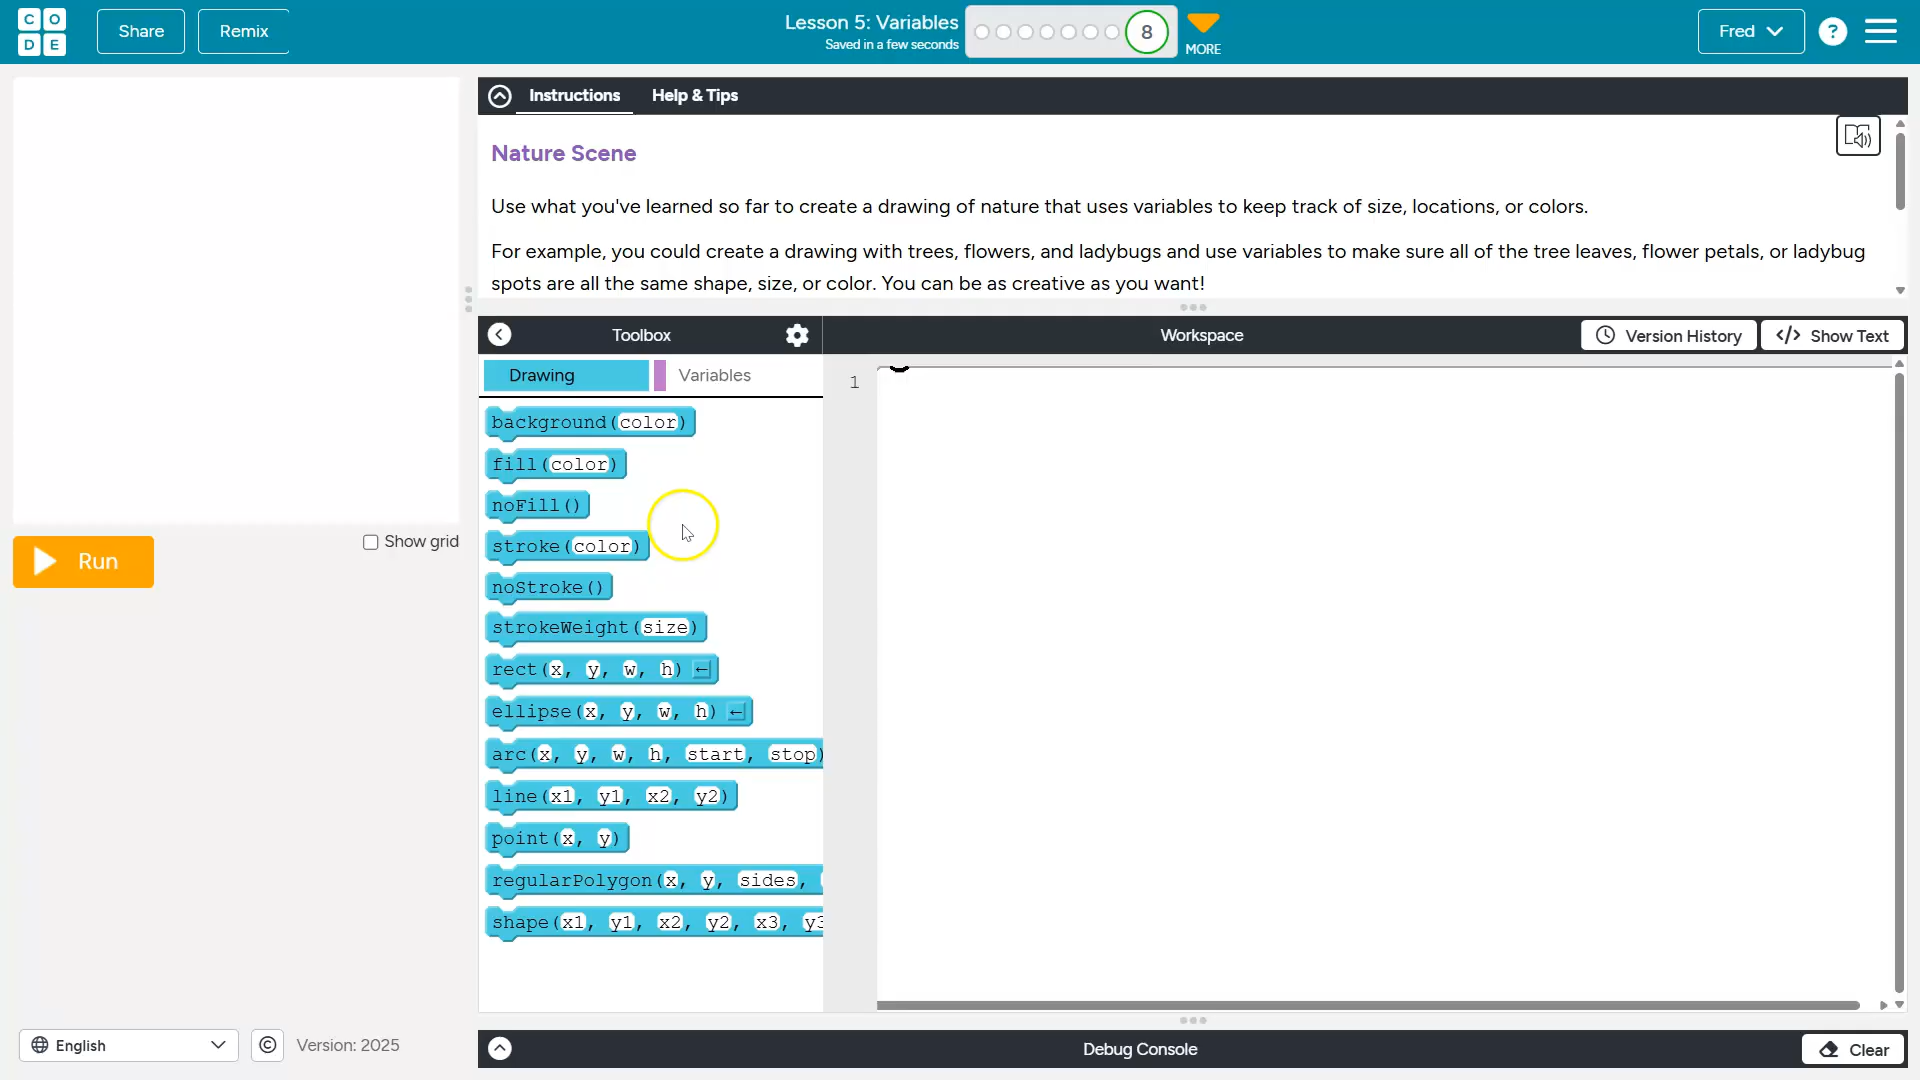 CO
DE
Share
Remix
Lesson 5: Variables
Saved in a few seconds
8
MORE
Fred
?
Instructions
Help & Tips
Nature Scene
Use what you've learned so far to create a drawing of nature that uses variables to keep track of size, locations, or colors.
For example, you could create a drawing with trees, flowers, and ladybugs and use variables to make sure all of the tree leaves, flower petals, or ladybug
spots are all the same shape, size, or color. You can be as creative as you want!
Toolbox
Workspace
Version History
</> Show Text
Drawing
Variables
1
background(color)
fill(color)
noFill()
stroke(color)
noStroke()
strokeWeight(size)
rect(x, y, w, h) ←
ellipse(x, y, w, h) ←
arc(x, y, w, h, start, stop)
line(x1, y1, x2, y2)
point(x, y)
regularPolygon(x, y, sides,
shape(x1, y1, x2, y2, x3, y3
Run
Show grid
English
©
Version: 2025
Debug Console
Clear